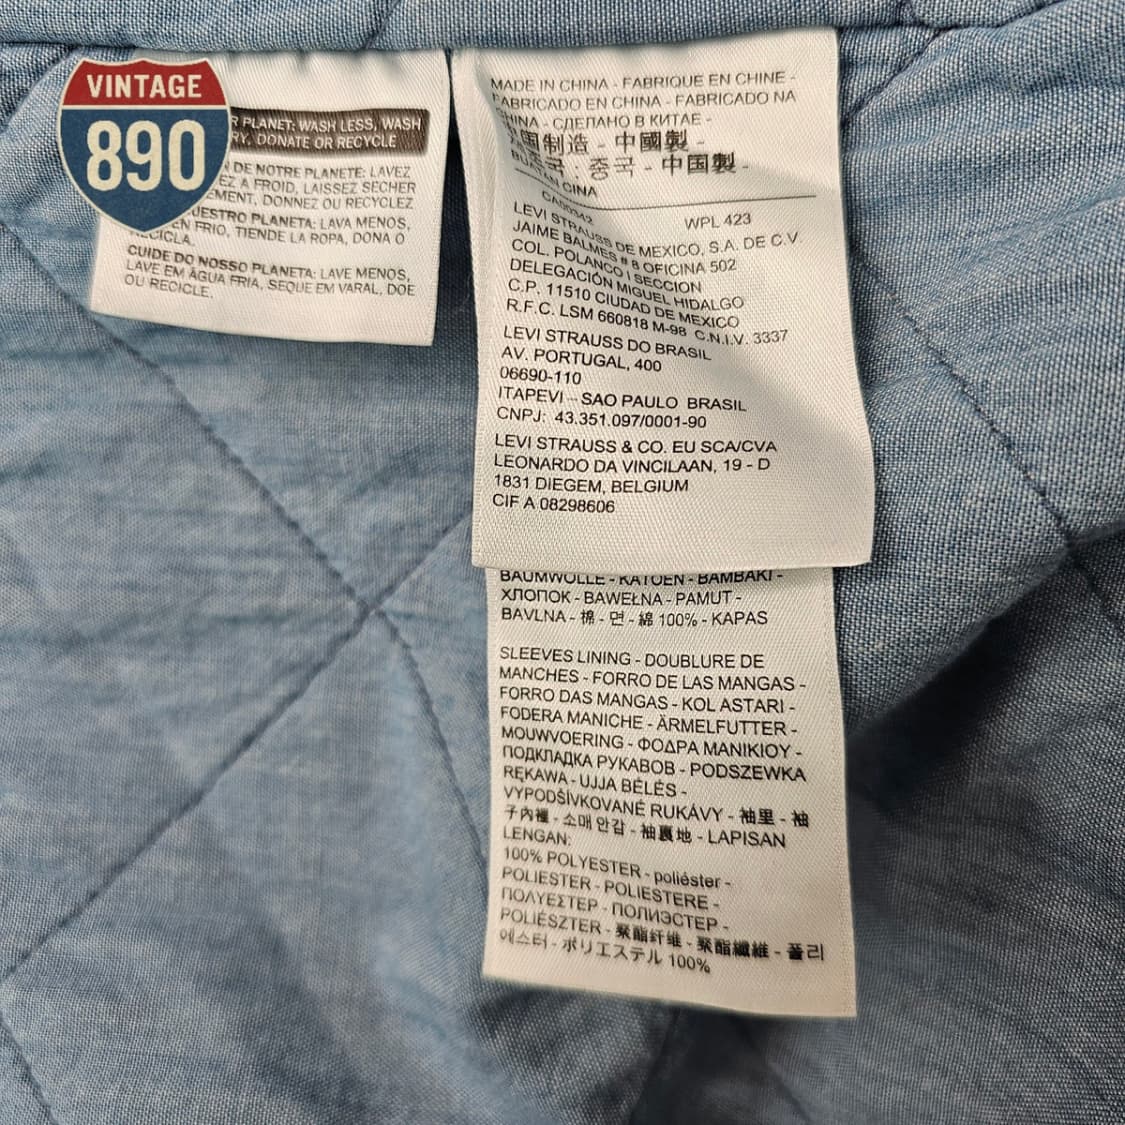 VINTAGE
890
R PLANET: WASH LESS, WASH
RY, DONATE OR RECYCLE
DE NOTRE PLANETE: LAVEZ
EZ A FROID, LAISSEZ SECHER
EMENT, DONNEZ OU RECYCLEZ
UESTRO PLANETA: LAVA MENOS,
EN FRIO, TIENDE LA ROPA, DONA O
RECICLA.
CUIDE DO NOSSO PLANETA: LAVE MENOS,
LAVE EM ÁGUA FRIA, SEQUE EM VARAL, DOE
OU RECICLE.
MADE IN CHINA - FABRIQUE EN CHINE -
FABRICADO EN CHINA - FABRICADO NA
CHINA - СДЕЛАНО В КИТАЕ -
国制造 - 中國製 -
중국 - 中国製 -
BUATAN CINA
CA00342
WPL 423
LEVI STRAUSS DE MEXICO, S.A. DE C.V.
JAIME BALMES # 8 OFICINA 502
COL. POLANCO I SECCION
DELEGACIÓN MIGUEL HIDALGO
C.P. 11510 CIUDAD DE MEXICO
R.F.C. LSM 660818 M-98 C.N.I.V. 3337
LEVI STRAUSS DO BRASIL
AV. PORTUGAL, 400
06690-110
ITAPEVI - SAO PAULO BRASIL
CNPJ: 43.351.097/0001-90
LEVI STRAUSS & CO. EU SCA/CVA
LEONARDO DA VINCILAAN, 19 - D
1831 DIEGEM, BELGIUM
CIF A 08298606
BAUMWOLLE - KATOEN - BAMBAKI -
ХЛОПОК - BAWEŁNA - PAMUT -
BAVLNA - 棉 - 면 - 綿 100% - KAPAS
SLEEVES LINING - DOUBLURE DE
MANCHES - FORRO DE LAS MANGAS -
FORRO DAS MANGAS - KOL ASTARI -
FODERA MANICHE - ÄRMELFUTTER -
MOUWVOERING - ΦΟΔΡΑ ΜΑΝΙΚΙΟΥ -
ПОДКЛАДКА РУКАВОВ - PODSZEWKA
RĘKAWA - UJJA BÉLÉS -
VYPODŠÍVKOVANÉ RUKÁVY - 袖里 - 袖
子內裡 - 소매 안감 - 袖裏地 - LAPISAN
LENGAN:
100% POLYESTER - poliéster -
POLIESTER - POLIESTERE -
ΠΟΛΥΕΣΤΕΡ - ПОЛИЭСТЕР -
POLIÉSZTER - 聚酯纤维 - 聚酯纖維 - 폴리
에스터 - ポリエステル 100%